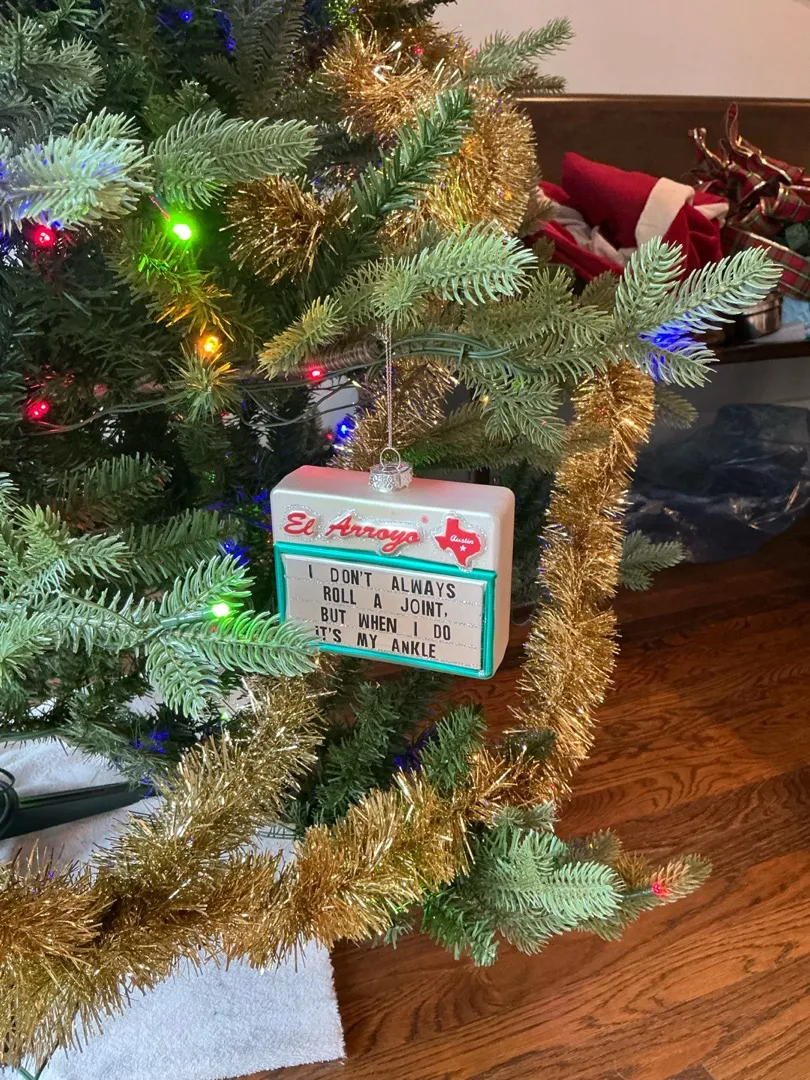 El Arroyo
Austin
I DON'T ALWAYS
ROLL A JOINT,
BUT WHEN I DO
IT'S MY ANKLE